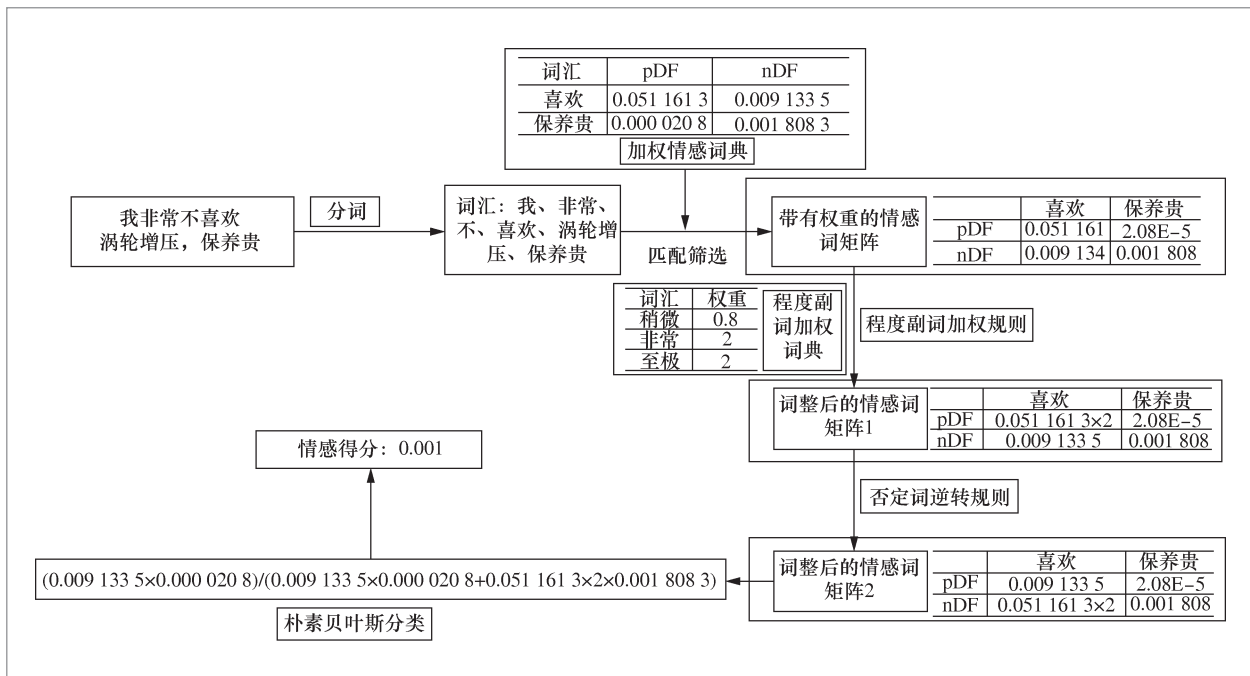 词汇 pDF nDF
喜欢 0.051 161 3 0.009 133 5
保养贵 0.000 020 8 0.001 808 3
加权情感词典
我非常不喜欢
涡轮增压，保养贵
分词
词汇：我、非常、
不、喜欢、涡轮增
压、保养贵
匹配筛选
带有权重的情感
词矩阵
喜欢 保养贵
pDF 0.051 161 2.08E-5
nDF 0.009 134 0.001 808
词汇 权重
稍微 0.8
非常 2
至极 2
程度副
词加权
词典
程度副词加权规则
词整后的情感词
矩阵1
喜欢 保养贵
pDF 0.051 161 3×2 2.08E-5
nDF 0.009 133 5 0.001 808
否定词逆转规则
词整后的情感词
矩阵2
喜欢 保养贵
pDF 0.009 133 5 2.08E-5
nDF 0.051 161 3×2 0.001 808
(0.009 133 5×0.000 020 8)/(0.009 133 5×0.000 020 8+0.051 161 3×2×0.001 808 3)
朴素贝叶斯分类
情感得分：0.001